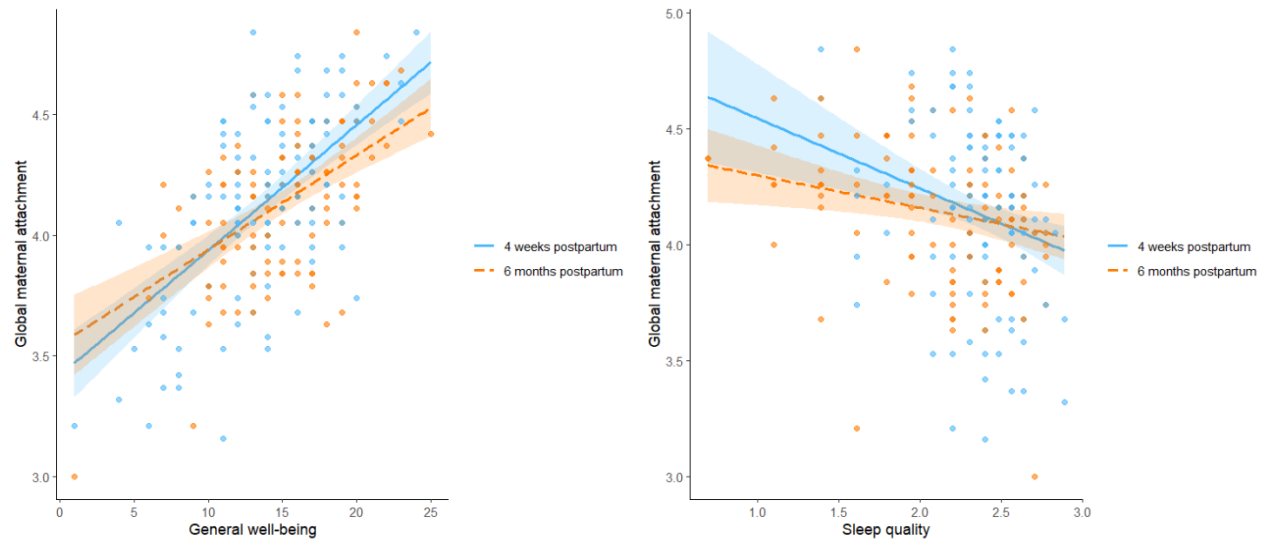 Global maternal attachment
4.5
4.0
3.5
3.0
0
5
10
15
20
25
General well-being
4 weeks postpartum
6 months postpartum
Global maternal attachment
5.0
4.5
4.0
3.5
3.0
1.0
1.5
2.0
2.5
3.0
Sleep quality
4 weeks postpartum
6 months postpartum